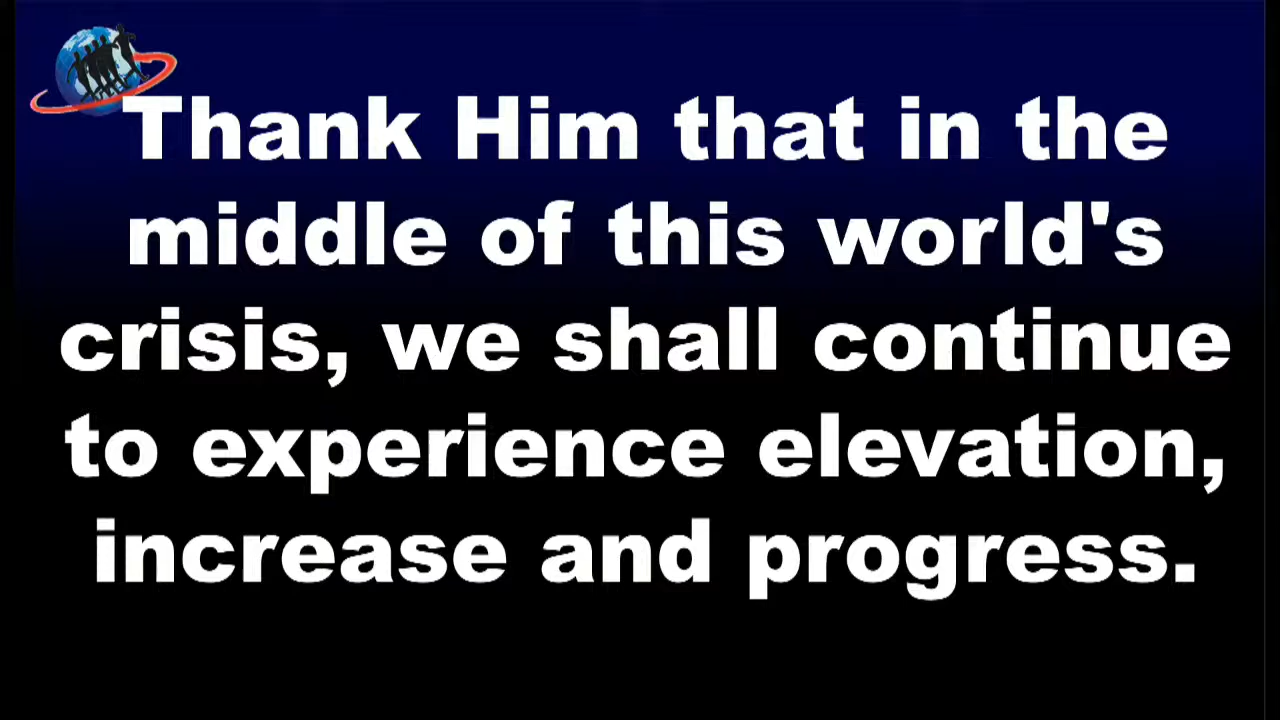 Thank Him that in the
middle of this world's
crisis, we shall continue
to experience elevation,
increase and progress.